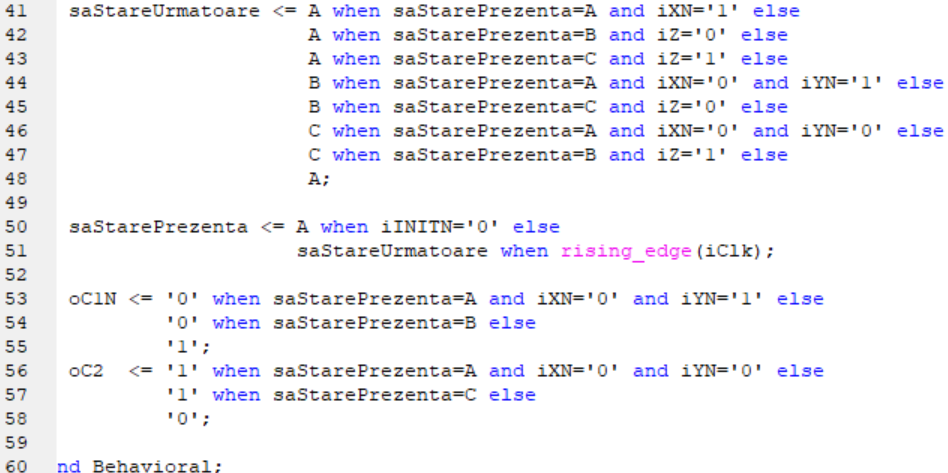 41 saStareUrmatoare <= A when saStarePrezenta=A and iXN='1' else
42 A when saStarePrezenta=B and iZ='0' else
43 A when saStarePrezenta=C and iZ='1' else
44 B when saStarePrezenta=A and iXN='0' and iYN='1' else
45 B when saStarePrezenta=C and iZ='0' else
46 C when saStarePrezenta=A and iXN='0' and iYN='0' else
47 C when saStarePrezenta=B and iZ='1' else
48 A;
49
50 saStarePrezenta <= A when iINITN='0' else
51 saStareUrmatoare when rising_edge(iClk);
52
53 oC1N <= '0' when saStarePrezenta=A and iXN='0' and iYN='1' else
54 '0' when saStarePrezenta=B else
55 '1';
56 oC2 <= '1' when saStarePrezenta=A and iXN='0' and iYN='0' else
57 '1' when saStarePrezenta=C else
58 '0';
59
60 nd Behavioral;